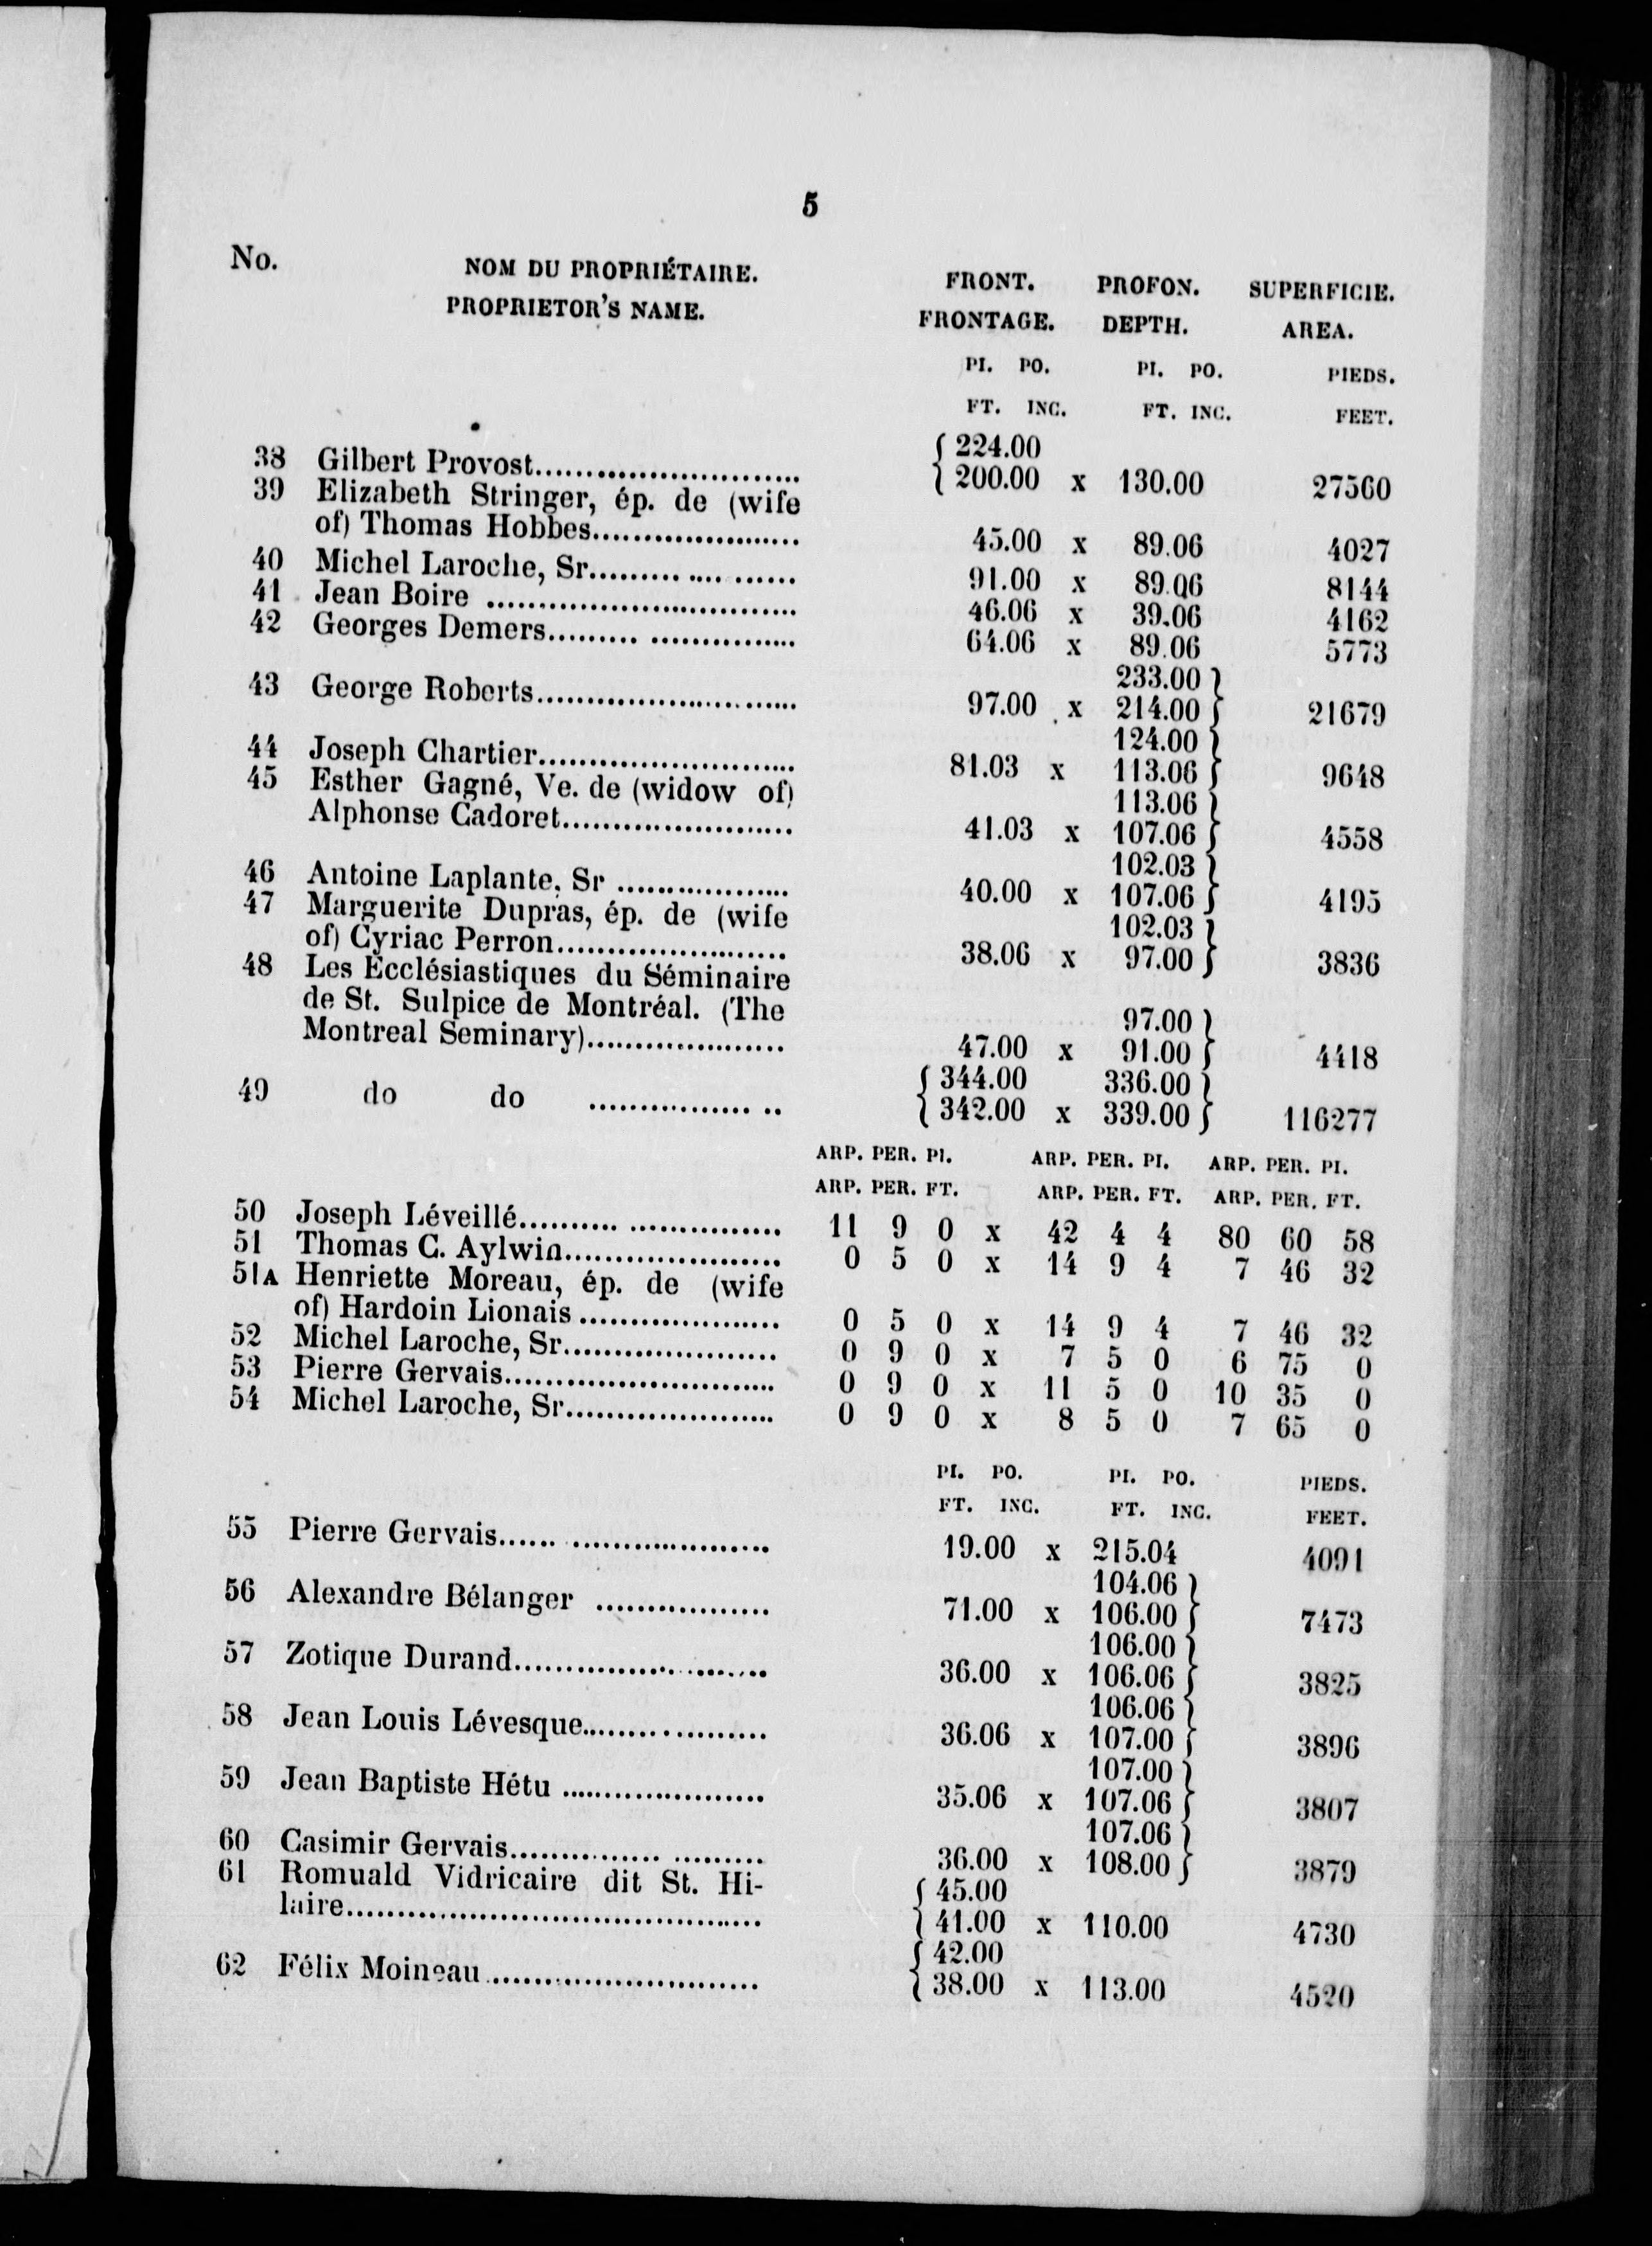 5
No. NOM DU PROPRIÉTAIRE. FRONT. PROFON. SUPERFICIE.
PROPRIETOR'S NAME. FRONTAGE. DEPTH. AREA.
PI. PO. PI. PO. PIEDS.
FT. INC. FT. INC. FEET.
{ 224.00
38 Gilbert Provost.......................... { 200.00 x 130.00 27560
39 Elizabeth Stringer, ép. de (wife
of) Thomas Hobbes..................... 45.00 x 89.06 4027
40 Michel Laroche, Sr.................... 91.00 x 89.06 8144
41 Jean Boire .............................. 46.06 x 39.06 4162
42 Georges Demers........................ 64.06 x 89.06 5773
233.00 }
43 George Roberts......................... 97.00 x 214.00 } 21679
124.00 }
44 Joseph Chartier......................... 81.03 x 113.06 } 9648
45 Esther Gagné, Ve. de (widow of) 113.06 }
Alphonse Cadoret....................... 41.03 x 107.06 } 4558
102.03 }
46 Antoine Laplante, Sr .................. 40.00 x 107.06 } 4195
47 Marguerite Dupras, ép. de (wife 102.03 }
of) Cyriac Perron....................... 38.06 x 97.00 } 3836
48 Les Ecclésiastiques du Séminaire
de St. Sulpice de Montréal. (The 97.00 }
Montreal Seminary).................... 47.00 x 91.00 } 4418
{ 344.00 336.00 }
49 do do ................... { 342.00 x 339.00 } 116277
ARP. PER. PI. ARP. PER. PI. ARP. PER. PI.
ARP. PER. FT. ARP. PER. FT. ARP. PER. FT.
50 Joseph Léveillé......................... 11 9 0 x 42 4 4 80 60 58
51 Thomas C. Aylwin..................... 0 5 0 x 14 9 4 7 46 32
51A Henriette Moreau, ép. de (wife
of) Hardoin Lionais .................... 0 5 0 x 14 9 4 7 46 32
52 Michel Laroche, Sr..................... 0 9 0 x 7 5 0 6 75 0
53 Pierre Gervais........................... 0 9 0 x 11 5 0 10 35 0
54 Michel Laroche, Sr..................... 0 9 0 x 8 5 0 7 65 0
PI. PO. PI. PO. PIEDS.
FT. INC. FT. INC. FEET.
55 Pierre Gervais.......................... 19.00 x 215.04 4091
104.06 }
56 Alexandre Bélanger .................. 71.00 x 106.00 } 7473
106.00 }
57 Zotique Durand......................... 36.00 x 106.06 } 3825
106.06 }
58 Jean Louis Lévesque.................. 36.06 x 107.00 } 3896
107.00 }
59 Jean Baptiste Hétu .................... 35.06 x 107.06 } 3807
107.06 }
60 Casimir Gervais........................ 36.00 x 108.00 } 3879
61 Romuald Vidricaire dit St. Hi- { 45.00
laire......................................... { 41.00 x 110.00 4730
{ 42.00
62 Félix Moineau........................... { 38.00 x 113.00 4520